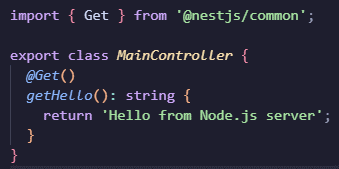 import { Get } from '@nestjs/common';
export class MainController {
@Get()
getHello(): string {
return 'Hello from Node.js server';
}
}